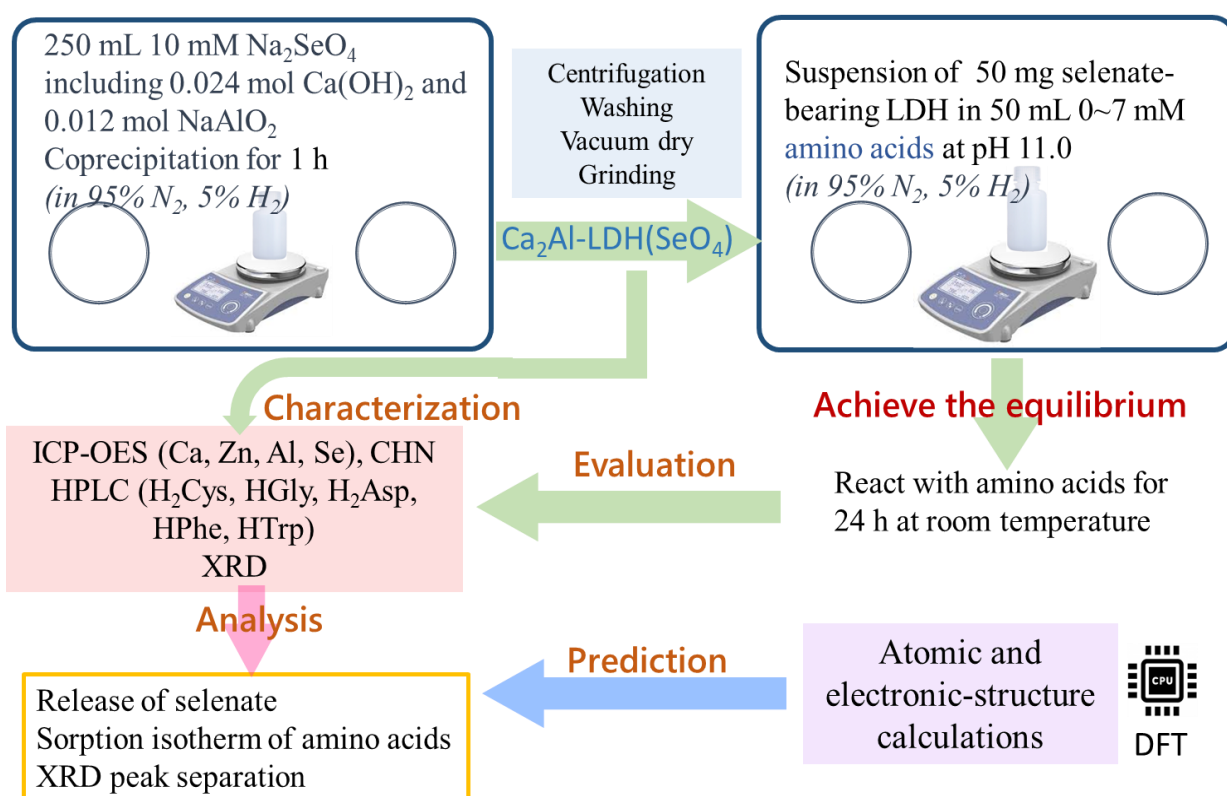 250 mL 10 mM Na₂SeO₄
including 0.024 mol Ca(OH)₂ and
0.012 mol NaAlO₂
Coprecipitation for 1 h
(in 95% N₂, 5% H₂)
Centrifugation
Washing
Vacuum dry
Grinding
Ca₂Al-LDH(SeO₄)
Suspension of 50 mg selenate-
bearing LDH in 50 mL 0~7 mM
amino acids at pH 11.0
(in 95% N₂, 5% H₂)
Characterization
Achieve the equilibrium
ICP-OES (Ca, Zn, Al, Se), CHN
HPLC (H₂Cys, HGly, H₂Asp,
HPhe, HTrp)
XRD
Evaluation
React with amino acids for
24 h at room temperature
Analysis
Prediction
Atomic and
electronic-structure
calculations
CPU
DFT
Release of selenate
Sorption isotherm of amino acids
XRD peak separation